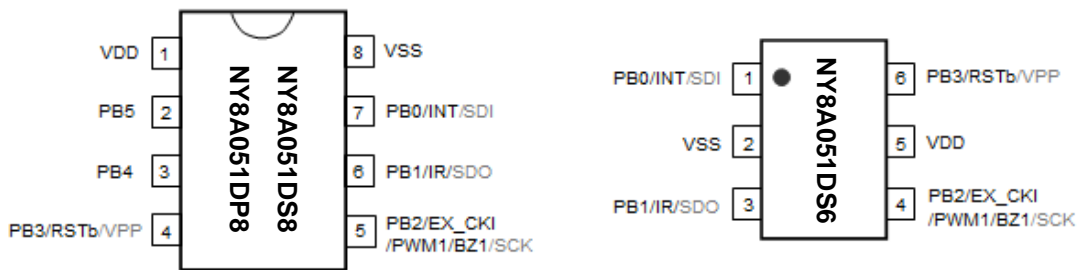 VDD 1
PB5 2
PB4 3
PB3/RSTb/VPP 4
NY8A051DP8
NY8A051DS8
8 VSS
7 PB0/INT/SDI
6 PB1/IR/SDO
5 PB2/EX_CKI
/PWM1/BZ1/SCK
PB0/INT/SDI 1
VSS 2
PB1/IR/SDO 3
NY8A051DS6
6 PB3/RSTb/VPP
5 VDD
4 PB2/EX_CKI
/PWM1/BZ1/SCK